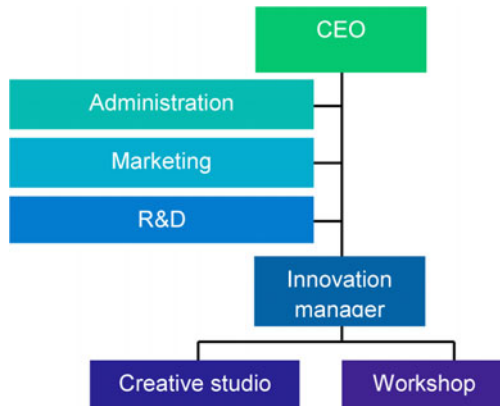 CEO
Administration
Marketing
R&D
Innovation
manager
Creative studio
Workshop